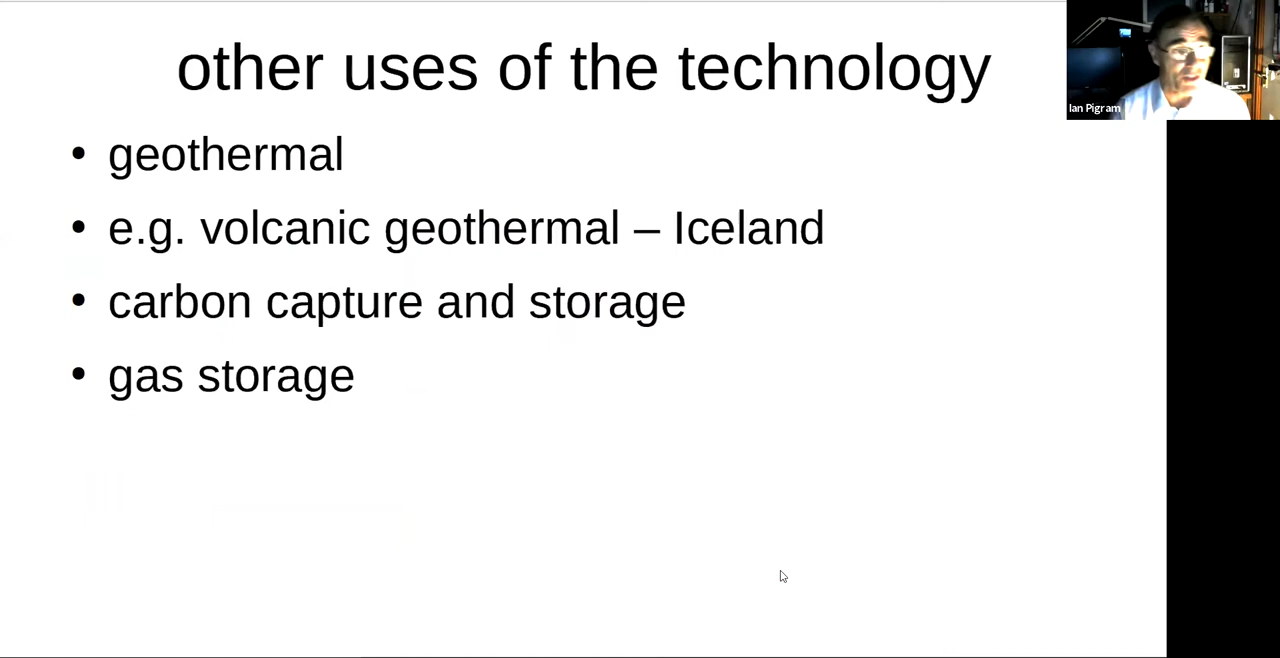 other uses of the technology
Ian Pigram
• geothermal
• e.g. volcanic geothermal – Iceland
• carbon capture and storage
• gas storage